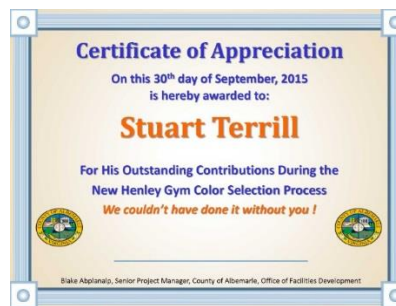 Certificate of Appreciation
On this 30th day of September, 2015
is hereby awarded to:
Stuart Terrill
For His Outstanding Contributions During the
New Henley Gym Color Selection Process
We couldn't have done it without you !
Blake Abplanalp, Senior Project Manager, County of Albemarle, Office of Facilities Development